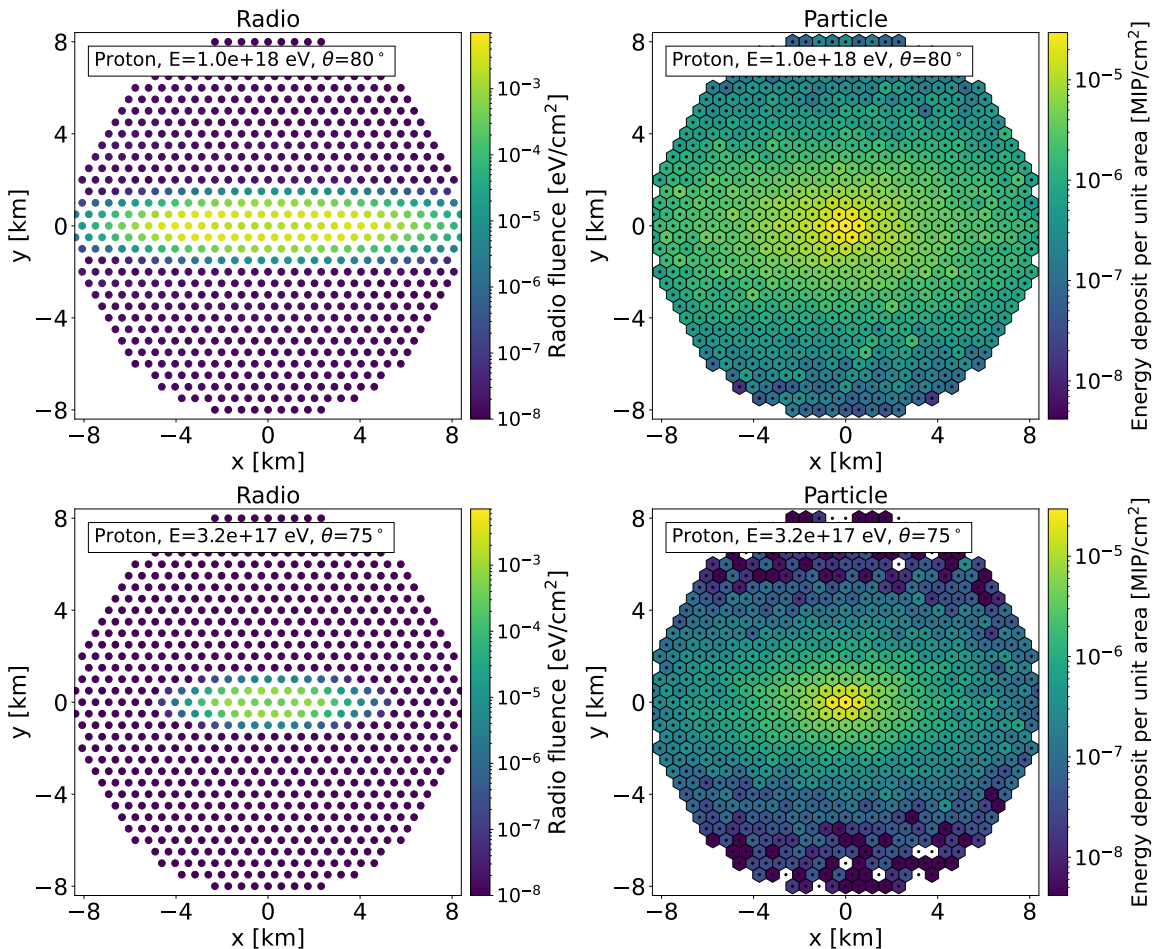 Radio
Proton, E=1.0e+18 eV, θ=80°
8
4
0
−4
−8
y [km]
−8 −4 0 4 8
x [km]
10⁻³
10⁻⁴
10⁻⁵
10⁻⁶
10⁻⁷
10⁻⁸
Radio fluence [eV/cm²]
Particle
Proton, E=1.0e+18 eV, θ=80°
8
4
0
−4
−8
y [km]
−8 −4 0 4 8
x [km]
10⁻⁵
10⁻⁶
10⁻⁷
10⁻⁸
Energy deposit per unit area [MIP/cm²]
Radio
Proton, E=3.2e+17 eV, θ=75°
8
4
0
−4
−8
y [km]
−8 −4 0 4 8
x [km]
10⁻³
10⁻⁴
10⁻⁵
10⁻⁶
10⁻⁷
10⁻⁸
Radio fluence [eV/cm²]
Particle
Proton, E=3.2e+17 eV, θ=75°
8
4
0
−4
−8
y [km]
−8 −4 0 4 8
x [km]
10⁻⁵
10⁻⁶
10⁻⁷
10⁻⁸
Energy deposit per unit area [MIP/cm²]